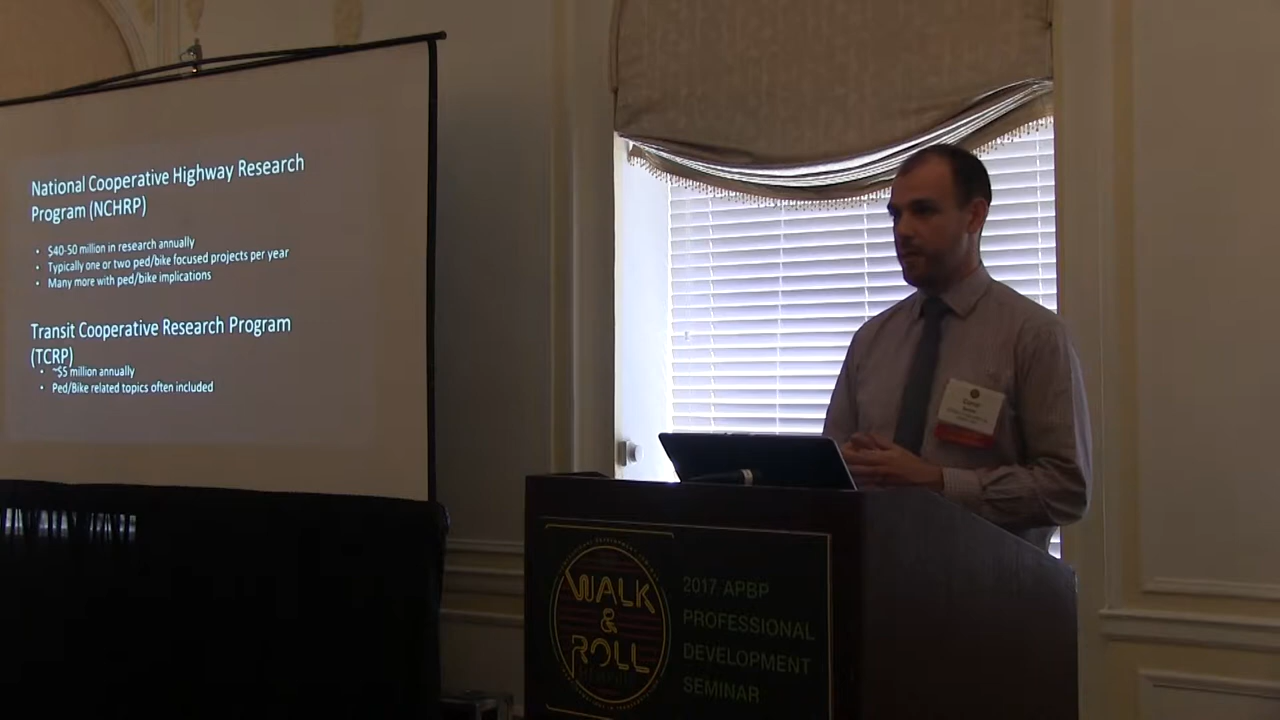 National Cooperative Highway Research
Program (NCHRP)
• $40-50 million in research annually
• Typically one or two ped/bike focused projects per year
• Many more with ped/bike implications
Transit Cooperative Research Program
(TCRP)
• ~$5 million annually
• Ped/Bike related topics often included
WALK
&
ROLL
2017 APBP
PROFESSIONAL
DEVELOPMENT
SEMINAR